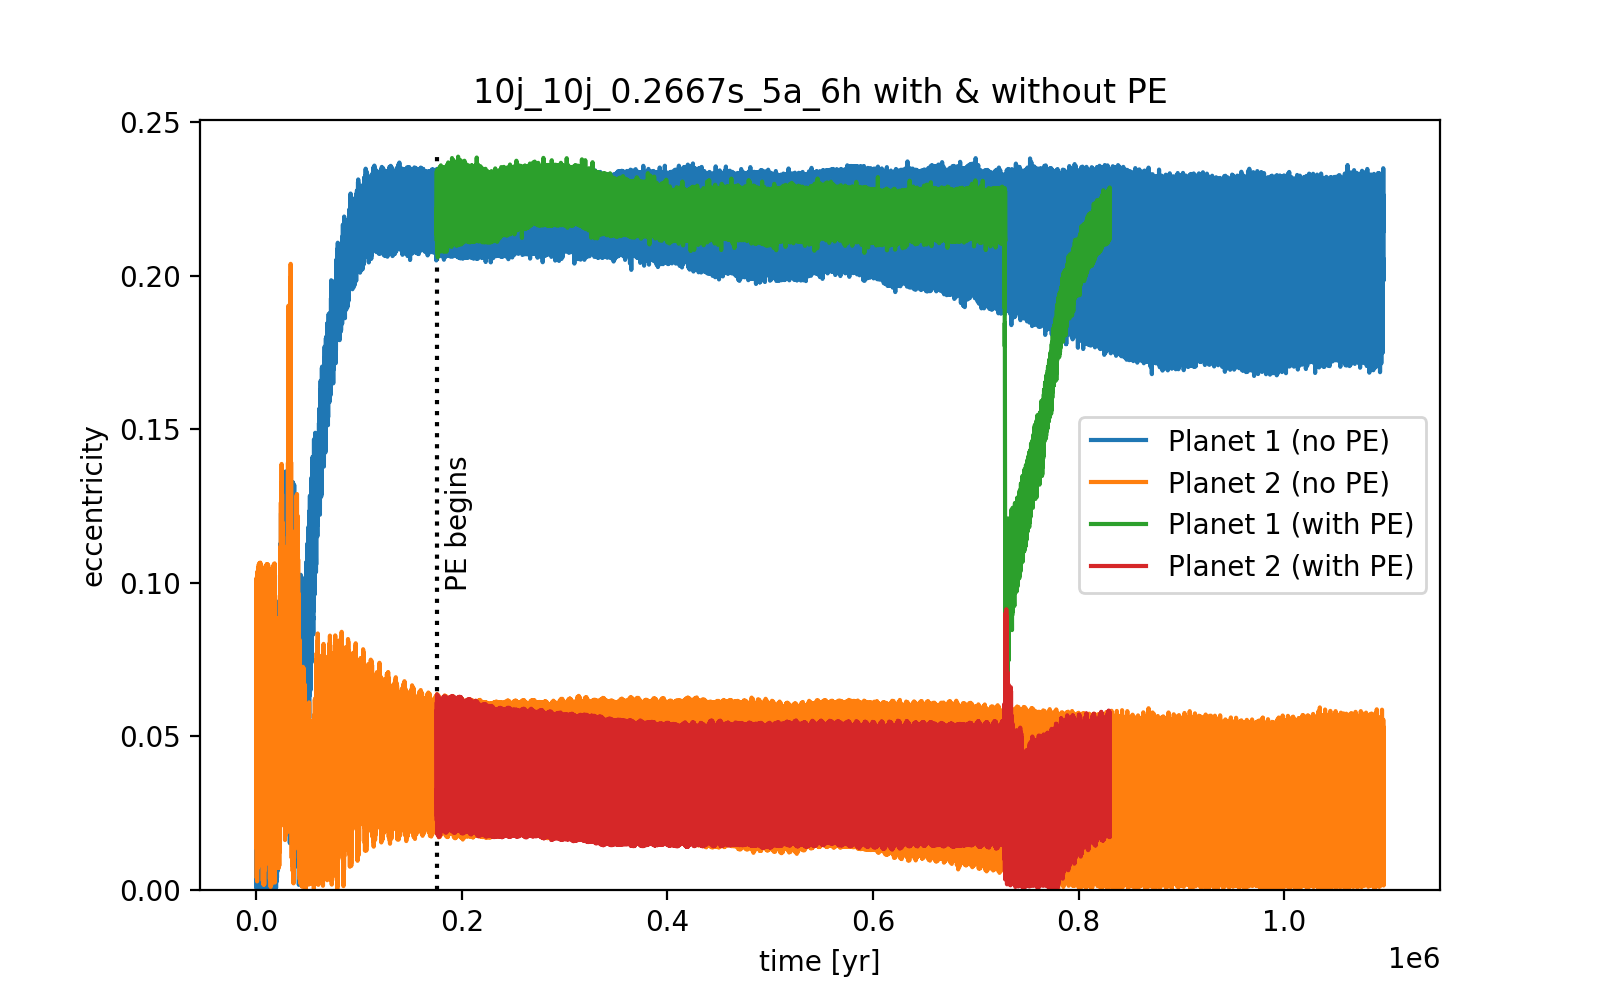 10j_10j_0.2667s_5a_6h with & without PE
0.25
0.20
0.15
0.10
0.05
0.00
eccentricity
PE begins
Planet 1 (no PE)
Planet 2 (no PE)
Planet 1 (with PE)
Planet 2 (with PE)
0.0 0.2 0.4 0.6 0.8 1.0
time [yr]
1e6